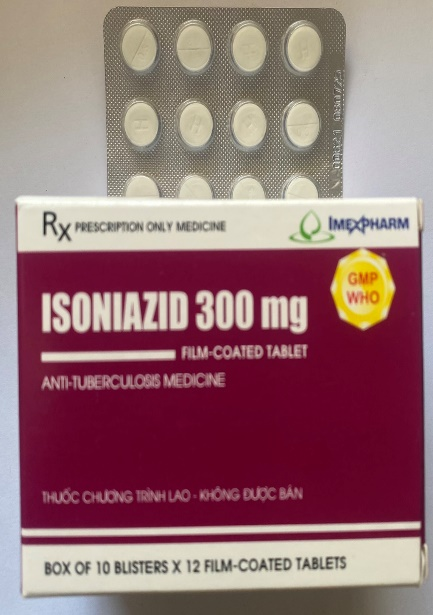 Rx PRESCRIPTION ONLY MEDICINE
IMEXPHARM
GMP
WHO
ISONIAZID 300 mg
FILM-COATED TABLET
ANTI-TUBERCULOSIS MEDICINE
THUỐC CHƯƠNG TRÌNH LAO - KHÔNG ĐƯỢC BÁN
BOX OF 10 BLISTERS X 12 FILM-COATED TABLETS